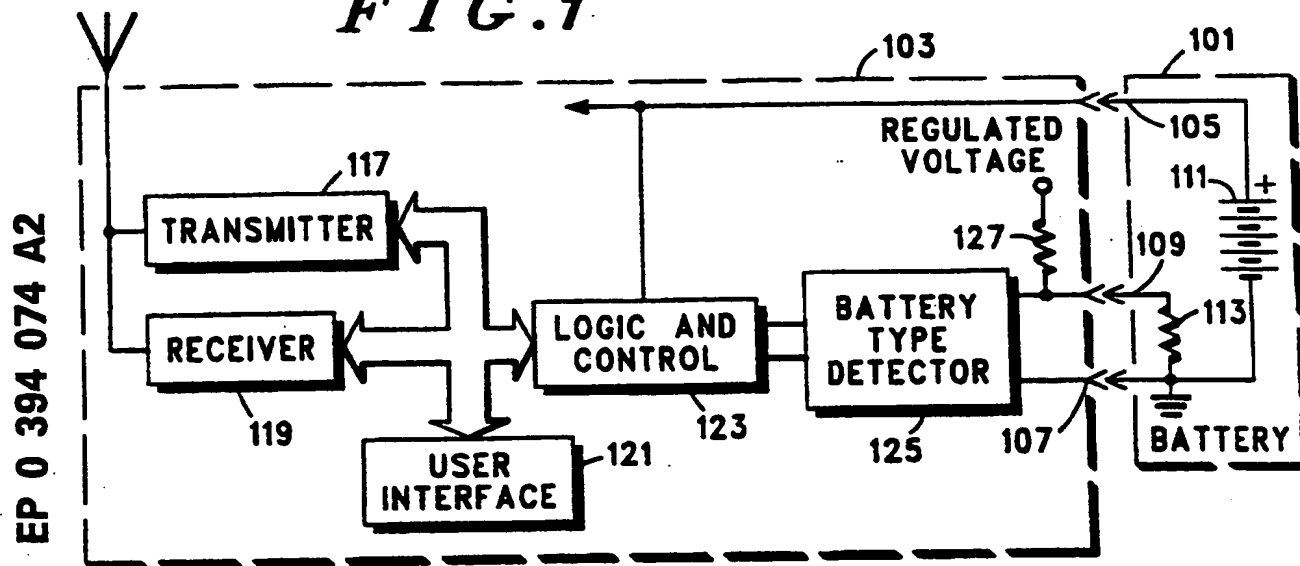 FIG.1
EP 0 394 074 A2
103
101
REGULATED
VOLTAGE
105
117
111
+
TRANSMITTER
127
109
BATTERY
TYPE
DETECTOR
LOGIC AND
CONTROL
113
RECEIVER
119
123
125
107
BATTERY
USER
INTERFACE
121